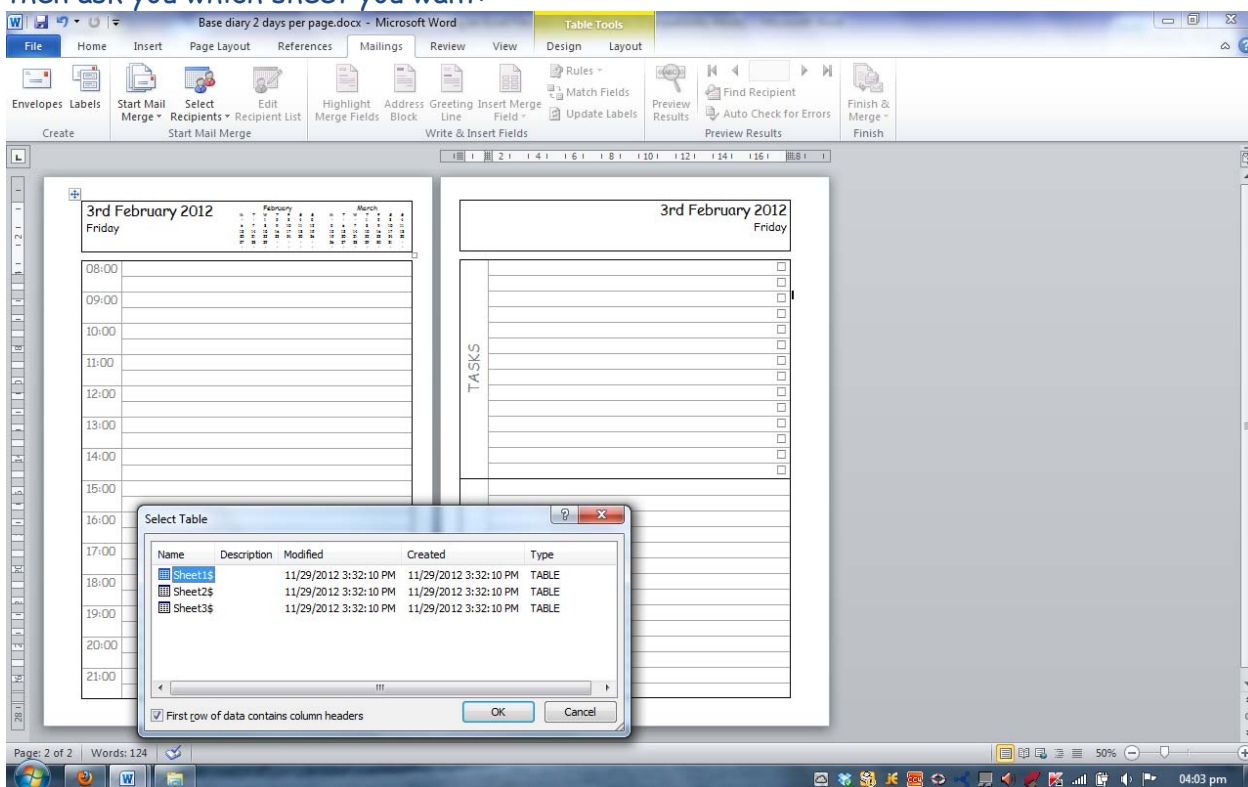 then ask you which sheet you want.
Base diary 2 days per page.docx - Microsoft Word
Table Tools
File Home Insert Page Layout References Mailings Review View Design Layout
Envelopes Labels Start Mail Merge Select Recipients Edit Recipient List Highlight Merge Fields Address Block Greeting Line Insert Merge Field Rules Match Fields Update Labels Preview Results Find Recipient Auto Check for Errors Finish & Merge
Create Start Mail Merge Write & Insert Fields Preview Results Finish
3rd February 2012 February March
Friday
08:00
09:00
10:00
11:00
12:00
13:00
14:00
15:00
16:00
17:00
18:00
19:00
20:00
21:00
3rd February 2012
Friday
TASKS
Select Table
Name Description Modified Created Type
Sheet1$ 11/29/2012 3:32:10 PM 11/29/2012 3:32:10 PM TABLE
Sheet2$ 11/29/2012 3:32:10 PM 11/29/2012 3:32:10 PM TABLE
Sheet3$ 11/29/2012 3:32:10 PM 11/29/2012 3:32:10 PM TABLE
First row of data contains column headers OK Cancel
Page: 2 of 2 Words: 124 50%
04:03 pm